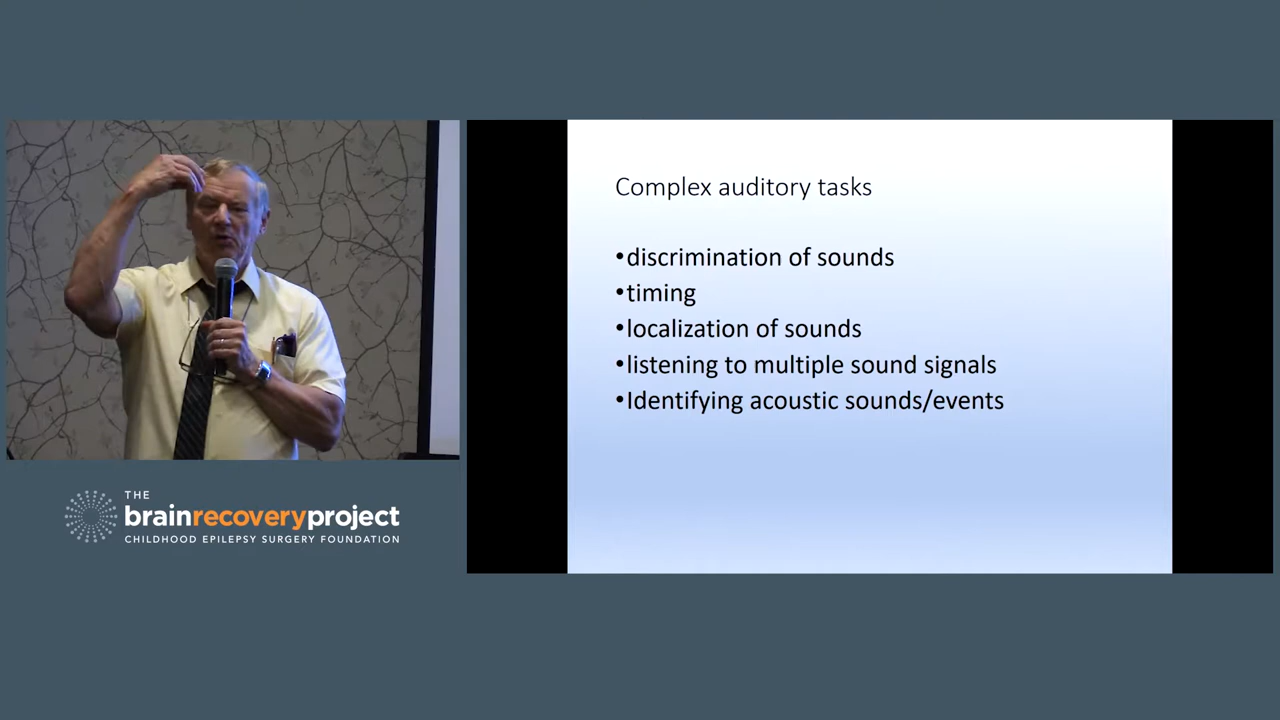 Complex auditory tasks
•discrimination of sounds
•timing
•localization of sounds
•listening to multiple sound signals
•Identifying acoustic sounds/events
THE
brainrecoveryproject
CHILDHOOD EPILEPSY SURGERY FOUNDATION